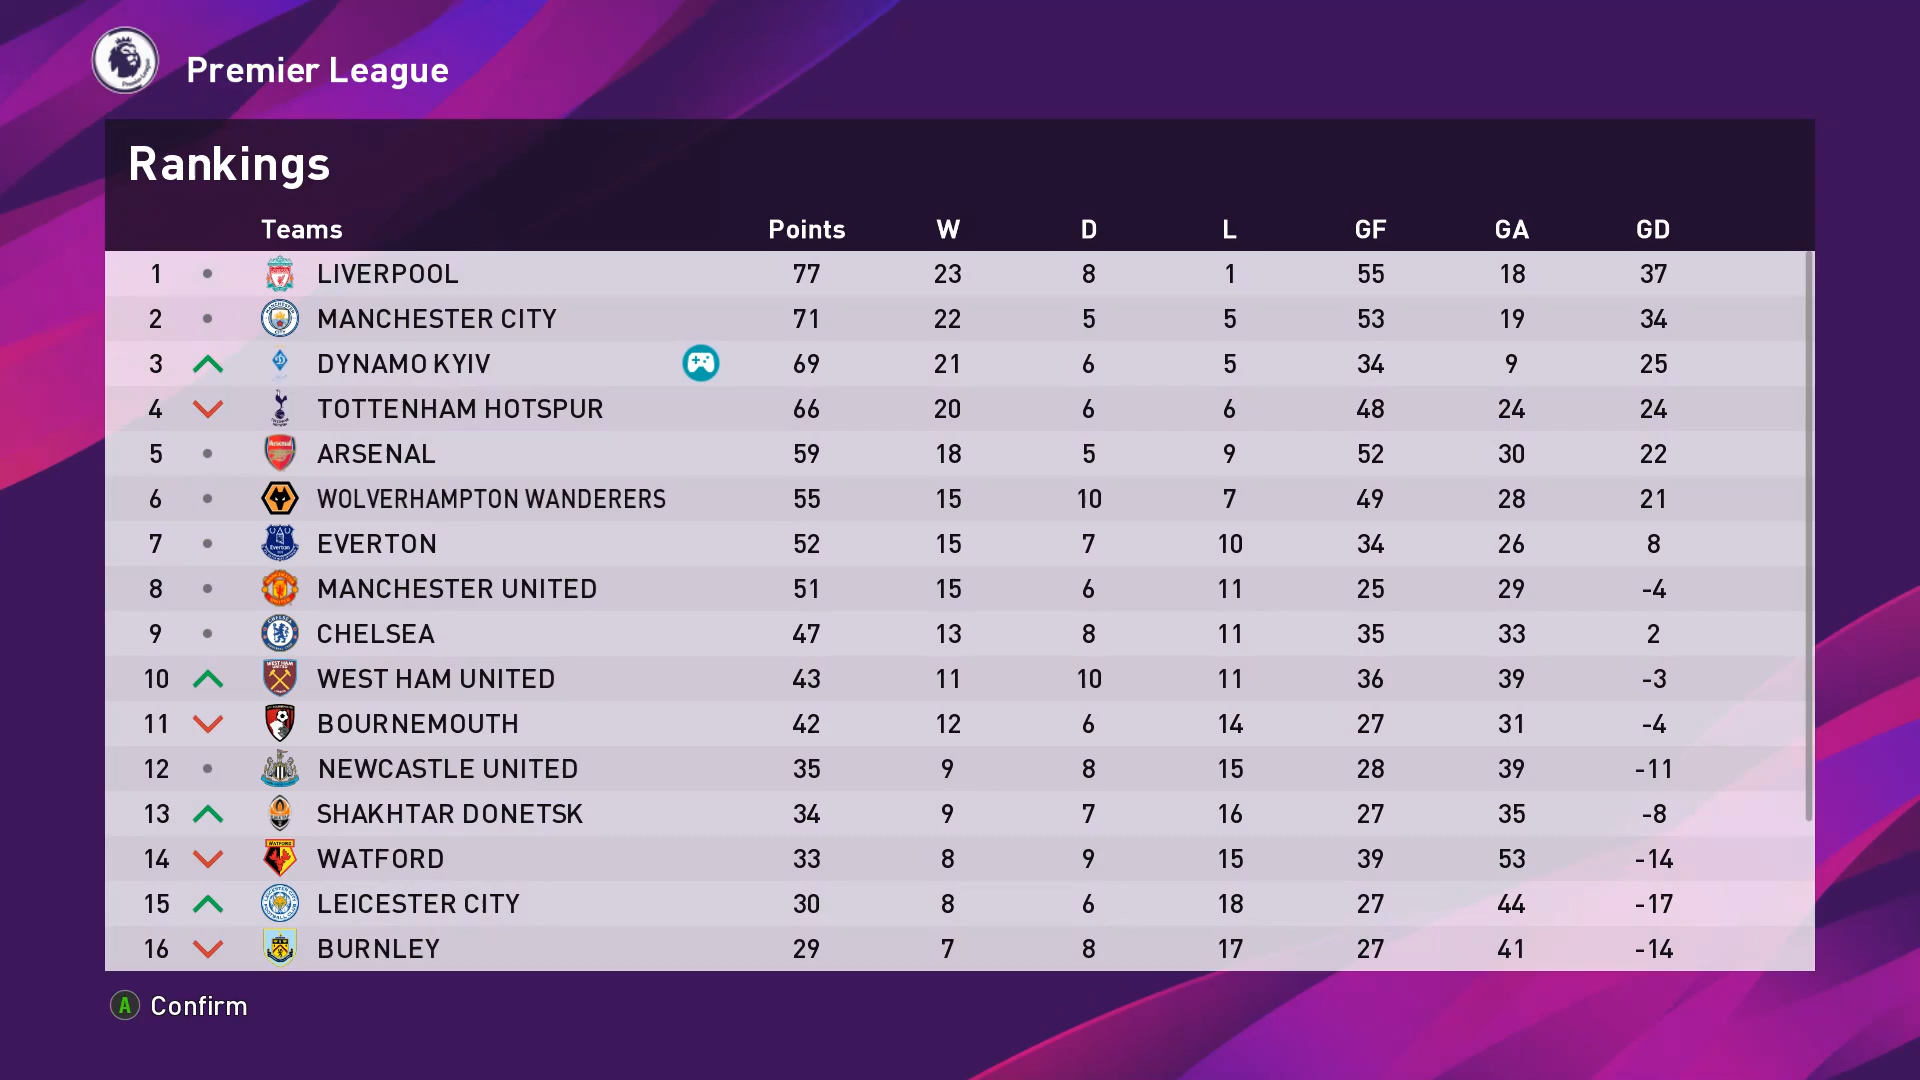 Premier League
Rankings
Teams Points W D L GF GA GD
1 LIVERPOOL 77 23 8 1 55 18 37
2 MANCHESTER CITY 71 22 5 5 53 19 34
3 DYNAMO KYIV 69 21 6 5 34 9 25
4 TOTTENHAM HOTSPUR 66 20 6 6 48 24 24
5 ARSENAL 59 18 5 9 52 30 22
6 WOLVERHAMPTON WANDERERS 55 15 10 7 49 28 21
7 EVERTON 52 15 7 10 34 26 8
8 MANCHESTER UNITED 51 15 6 11 25 29 -4
9 CHELSEA 47 13 8 11 35 33 2
10 WEST HAM UNITED 43 11 10 11 36 39 -3
11 BOURNEMOUTH 42 12 6 14 27 31 -4
12 NEWCASTLE UNITED 35 9 8 15 28 39 -11
13 SHAKHTAR DONETSK 34 9 7 16 27 35 -8
14 WATFORD 33 8 9 15 39 53 -14
15 LEICESTER CITY 30 8 6 18 27 44 -17
16 BURNLEY 29 7 8 17 27 41 -14
A Confirm